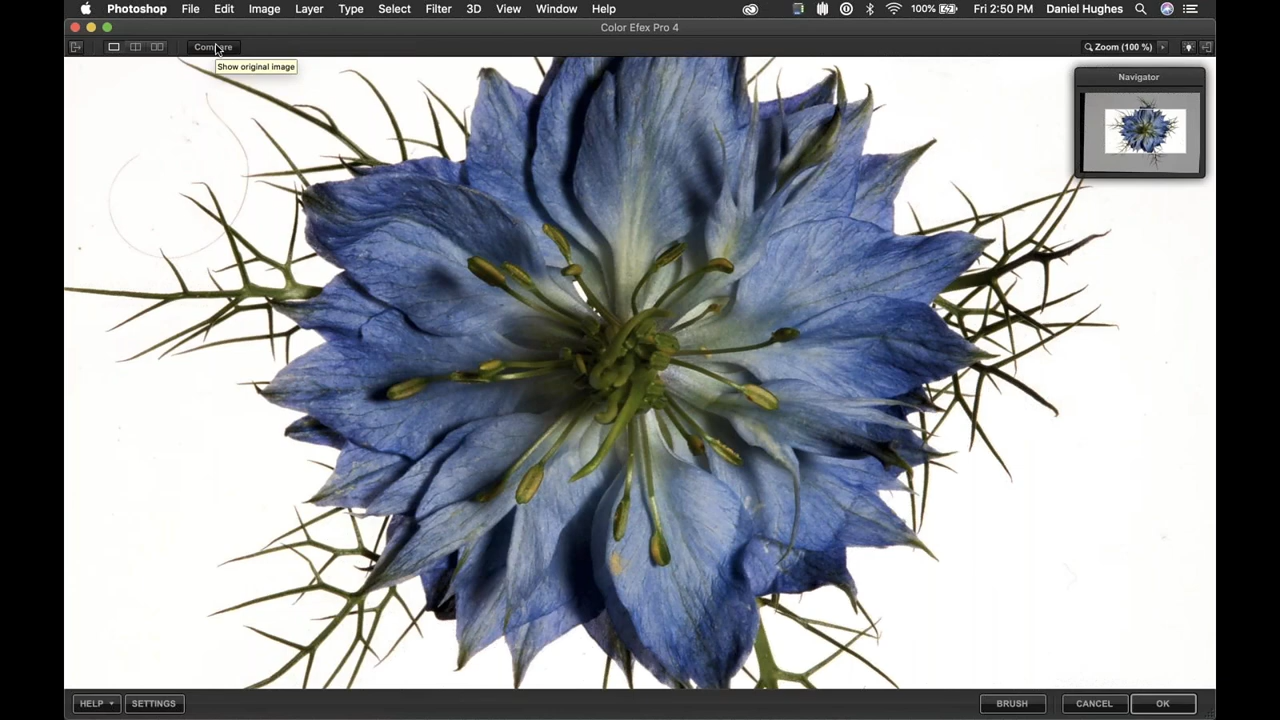 Photoshop File Edit Image Layer Type Select Filter 3D View Window Help 100% Fri 2:50 PM Daniel Hughes
Color Efex Pro 4
Compare Zoom (100 %)
Show original image
Navigator
HELP SETTINGS BRUSH CANCEL OK